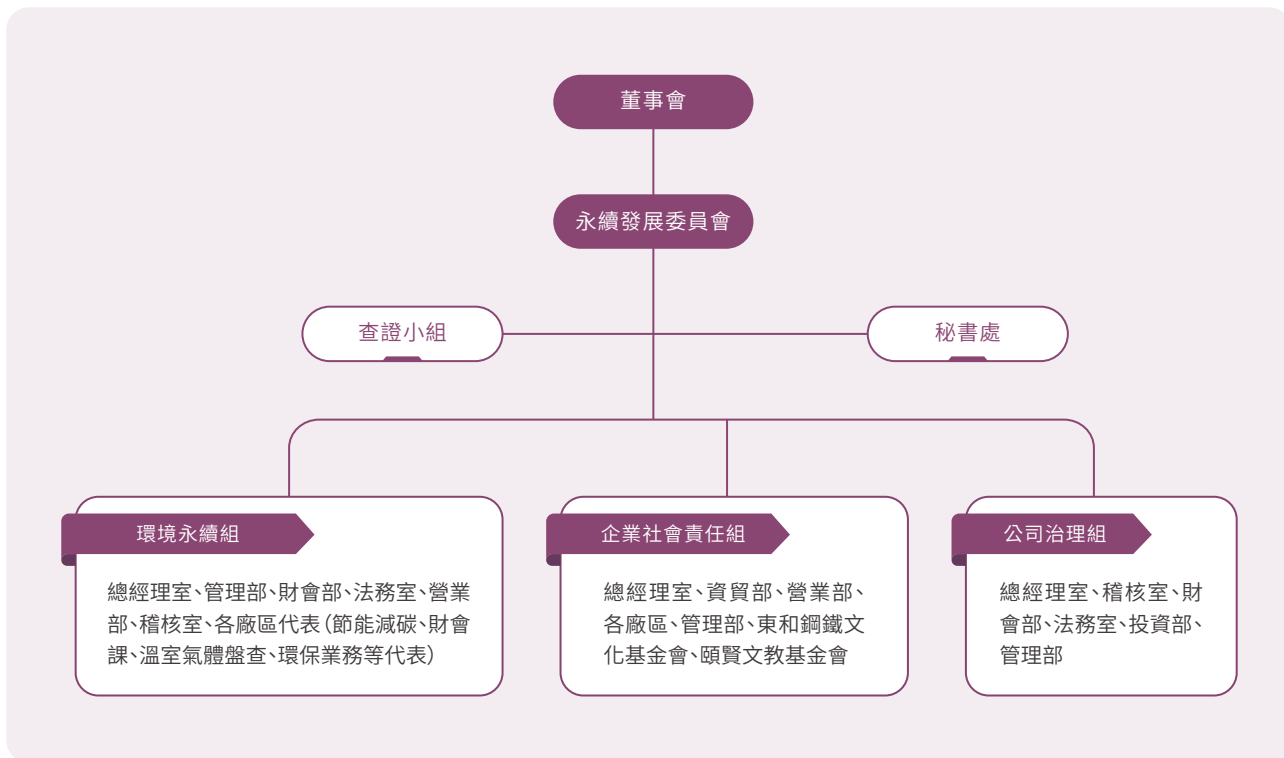 董事會
永續發展委員會
查證小組
秘書處
環境永續組
總經理室、管理部、財會部、法務室、營業
部、稽核室、各廠區代表（節能減碳、財會
課、溫室氣體盤查、環保業務等代表）
企業社會責任組
總經理室、資貿部、營業部、
各廠區、管理部、東和鋼鐵文
化基金會、頤賢文教基金會
公司治理組
總經理室、稽核室、財
會部、法務室、投資部、
管理部